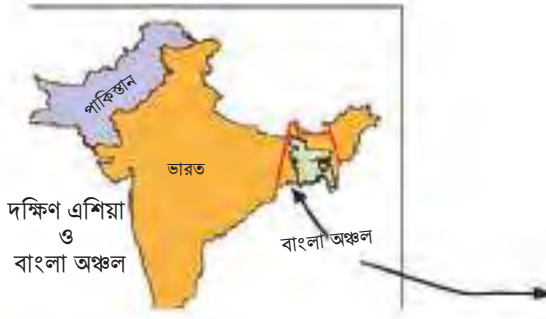 পাকিস্তান
ভারত
দক্ষিণ এশিয়া
ও
বাংলা অঞ্চল
বাংলা অঞ্চল